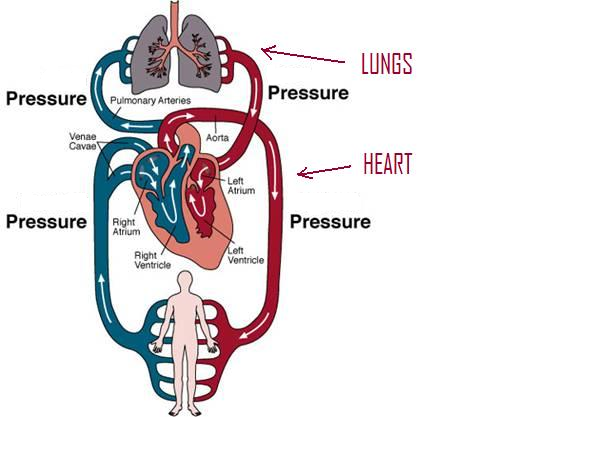 LUNGS
Pressure
Pulmonary Arteries
Pressure
Venae
Cavae
Aorta
HEART
Left
Atrium
Pressure
Right
Atrium
Pressure
Right
Ventricle
Left
Ventricle